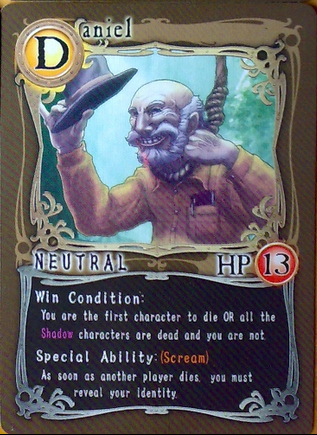 Daniel
NEUTRAL HP 13
Win Condition:
You are the first character to die OR all the
Shadow characters are dead and you are not.
Special Ability:(Scream)
As soon as another player dies, you must
reveal your identity.